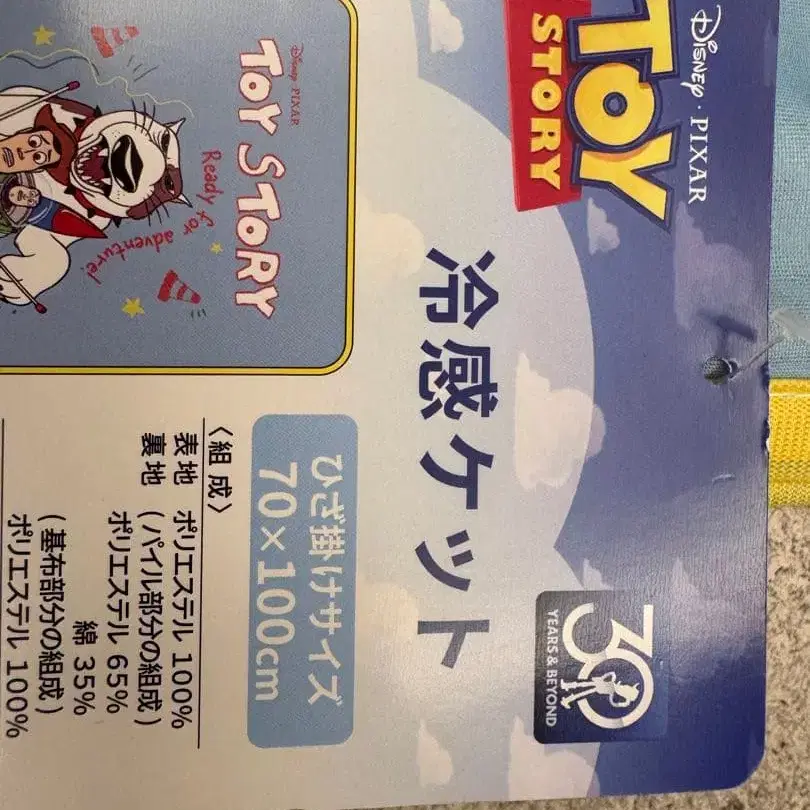 Disney · PIXAR
TOY
STORY
冷感ケット
30
YEARS & BEYOND
Disney · PIXAR
TOY STORY
Ready for adventure!
ひざ掛けサイズ
70×100cm
〈組成〉
表地 ポリエステル 100%
裏地 (パイル部分の組成)
ポリエステル 65%
綿 35%
(基布部分の組成)
ポリエステル 100%